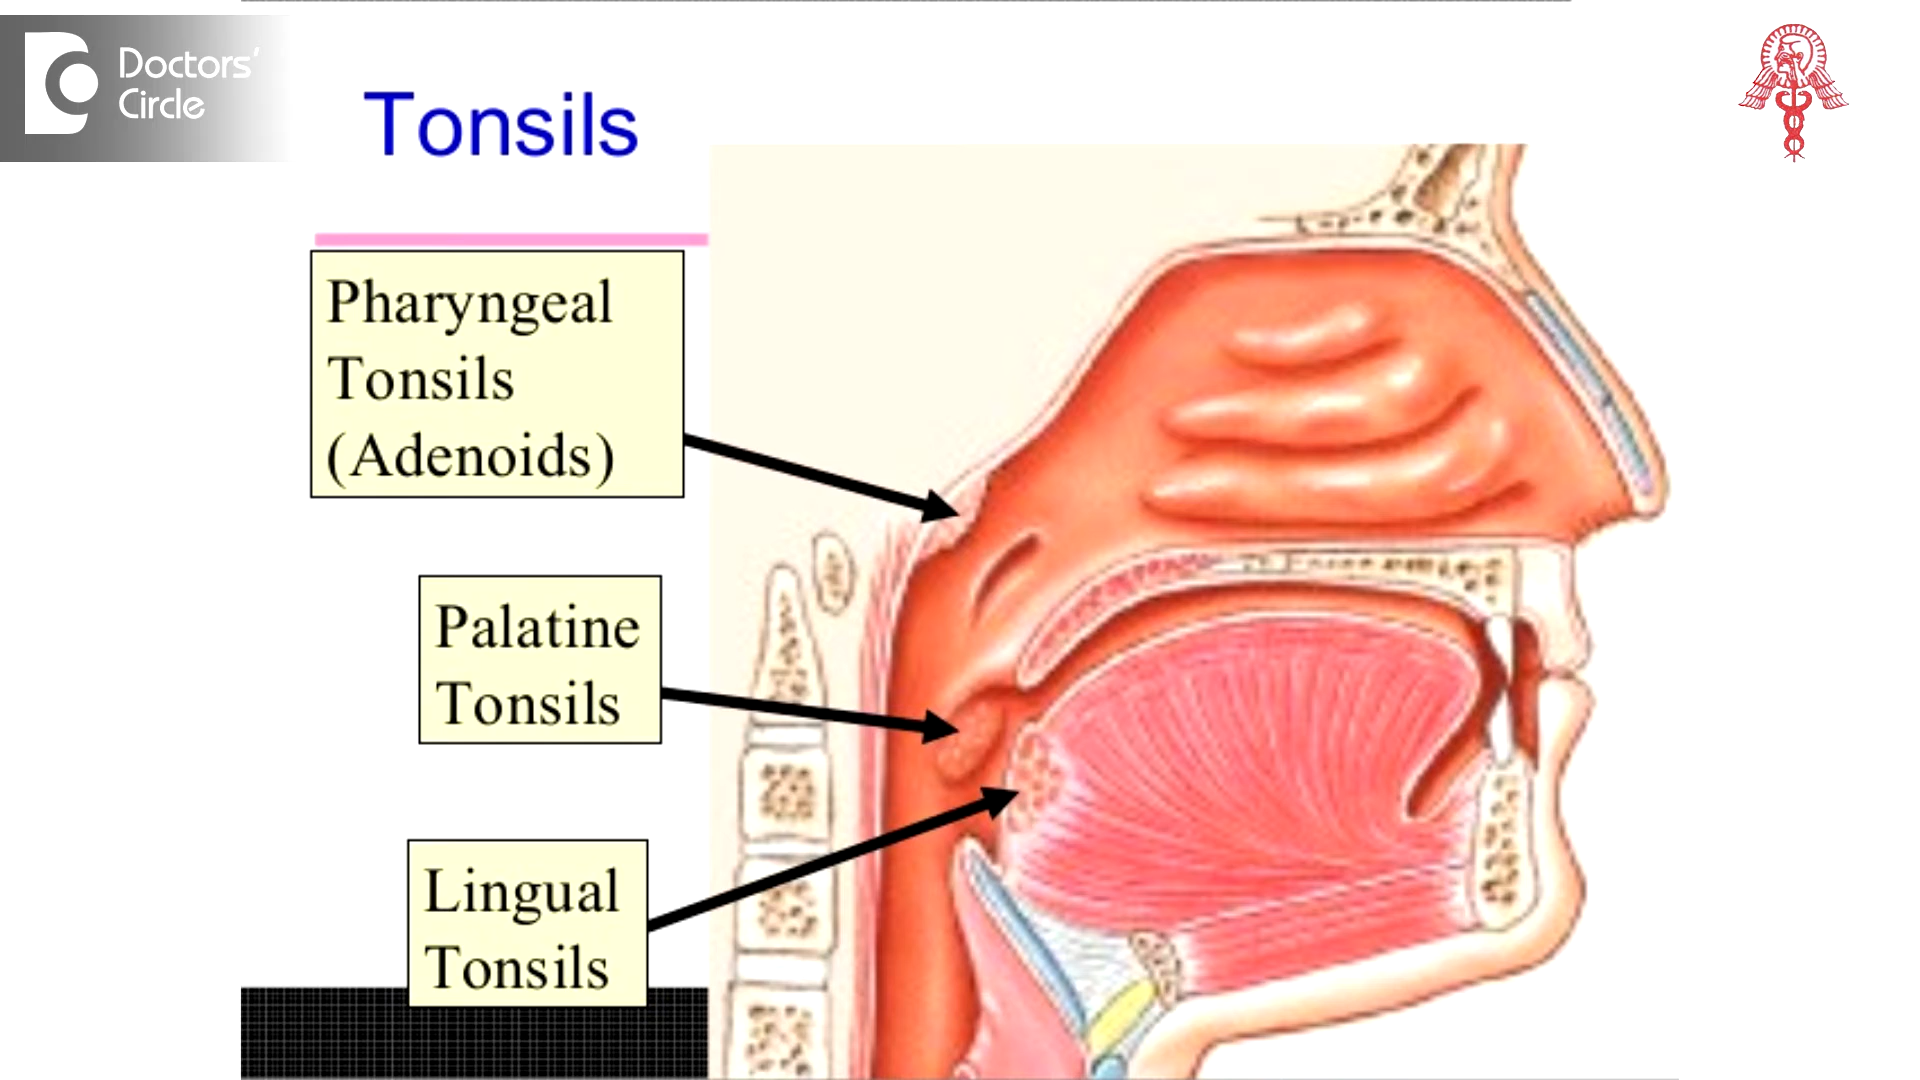 Doctors'
Circle
Tonsils
Pharyngeal
Tonsils
(Adenoids)
Palatine
Tonsils
Lingual
Tonsils